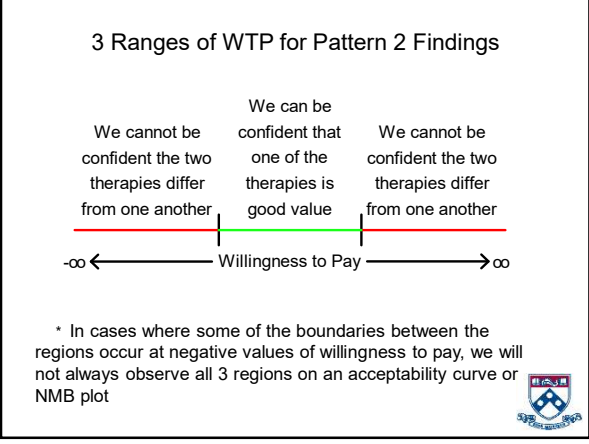 3 Ranges of WTP for Pattern 2 Findings
We cannot be
confident the two
therapies differ
from one another
We can be
confident that
one of the
therapies is
good value
We cannot be
confident the two
therapies differ
from one another
-∞
Willingness to Pay
∞
* In cases where some of the boundaries between the
regions occur at negative values of willingness to pay, we will
not always observe all 3 regions on an acceptability curve or
NMB plot